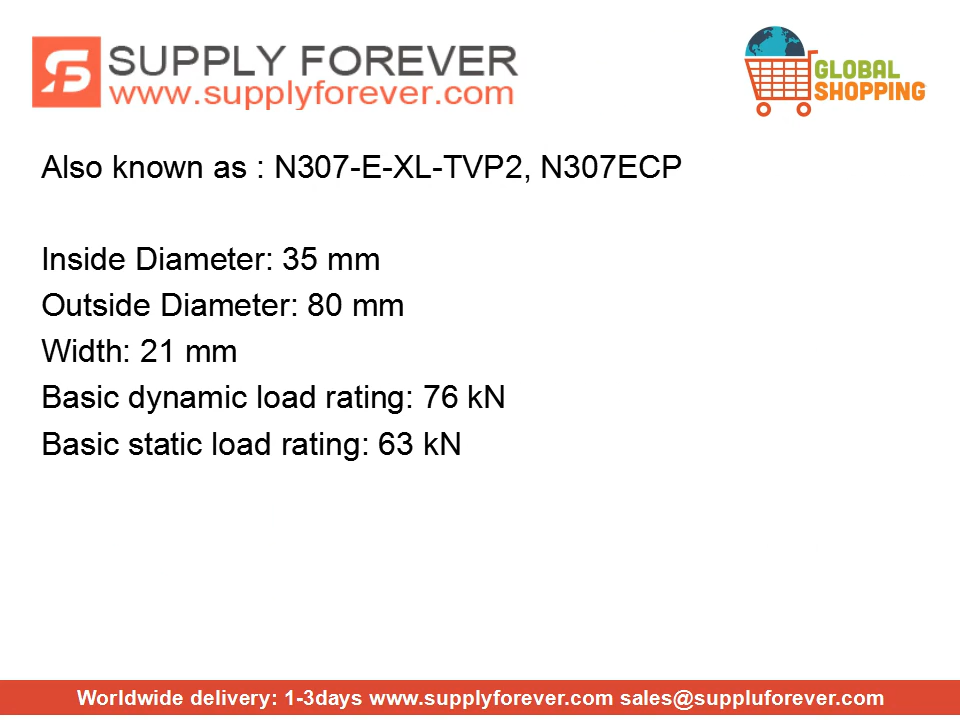 SUPPLY FOREVER
www.supplyforever.com
GLOBAL
SHOPPING
Also known as : N307-E-XL-TVP2, N307ECP
Inside Diameter: 35 mm
Outside Diameter: 80 mm
Width: 21 mm
Basic dynamic load rating: 76 kN
Basic static load rating: 63 kN
Worldwide delivery: 1-3days www.supplyforever.com sales@suppluforever.com